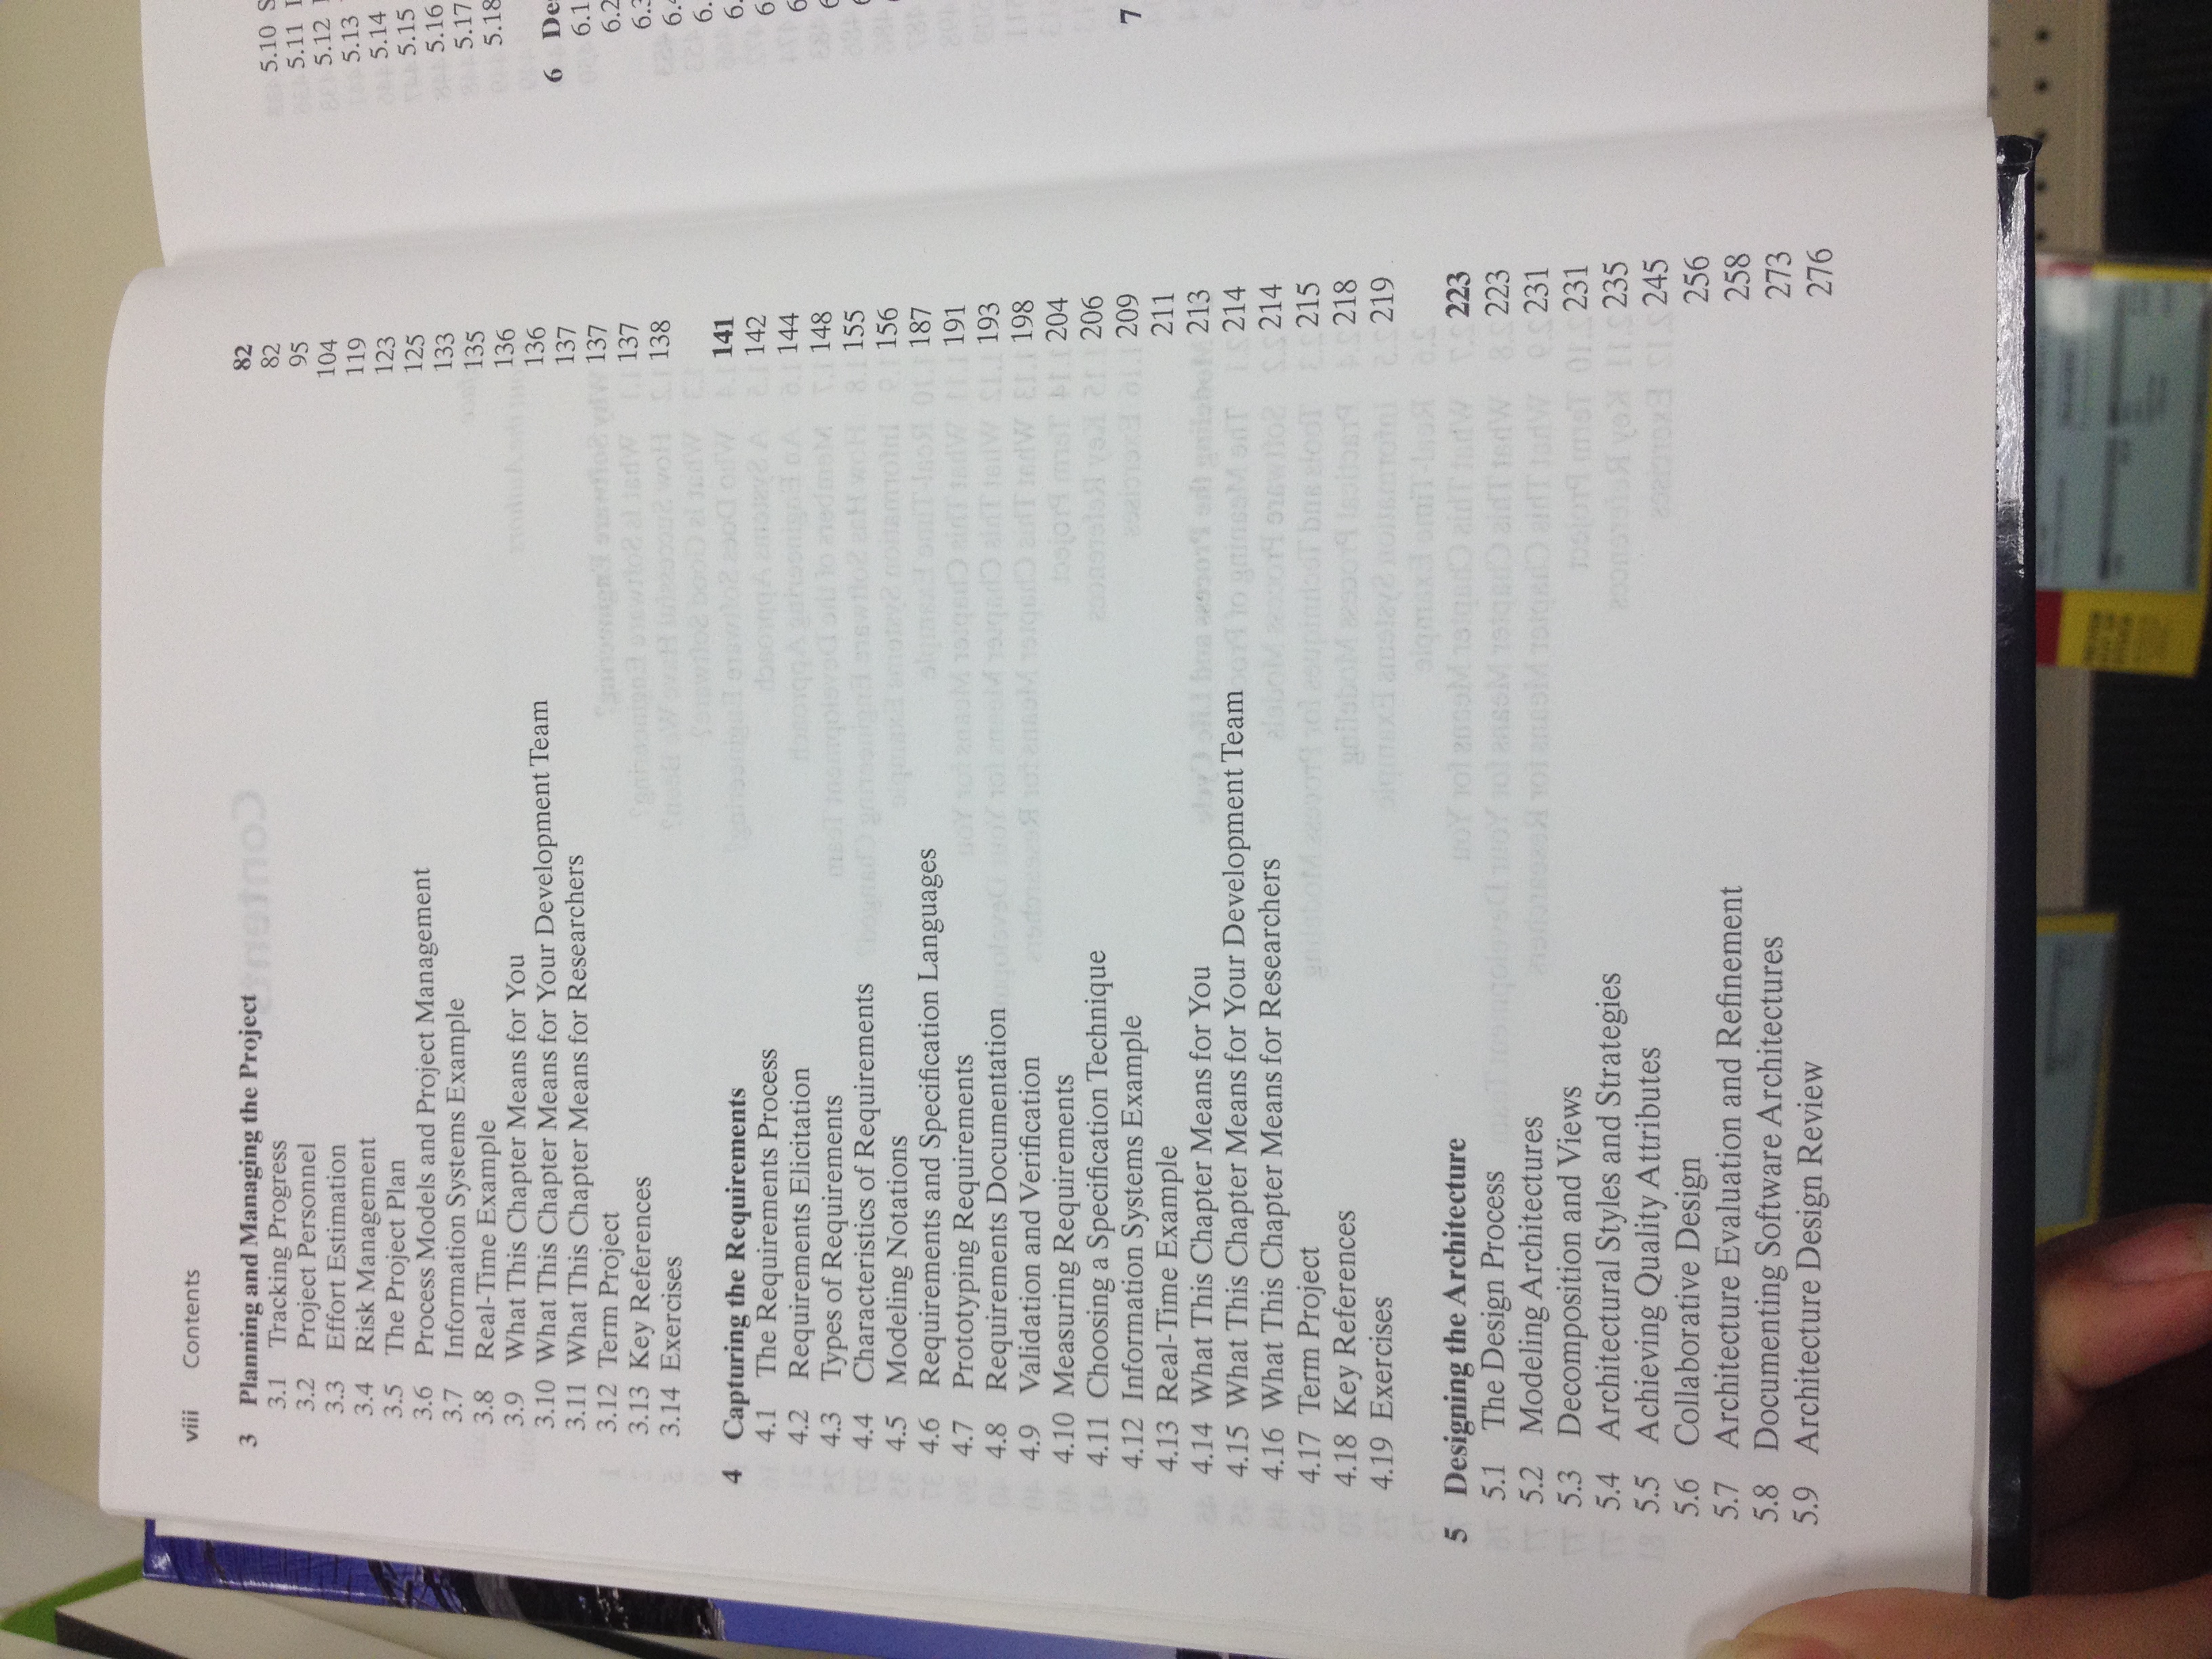 viii Contents
3 Planning and Managing the Project 82
3.1 Tracking Progress 82
3.2 Project Personnel 95
3.3 Effort Estimation 104
3.4 Risk Management 119
3.5 The Project Plan 123
3.6 Process Models and Project Management 125
3.7 Information Systems Example 133
3.8 Real-Time Example 135
3.9 What This Chapter Means for You 136
3.10 What This Chapter Means for Your Development Team 136
3.11 What This Chapter Means for Researchers 137
3.12 Term Project 137
3.13 Key References 137
3.14 Exercises 138
4 Capturing the Requirements 141
4.1 The Requirements Process 142
4.2 Requirements Elicitation 144
4.3 Types of Requirements 148
4.4 Characteristics of Requirements 155
4.5 Modeling Notations 156
4.6 Requirements and Specification Languages 187
4.7 Prototyping Requirements 191
4.8 Requirements Documentation 193
4.9 Validation and Verification 198
4.10 Measuring Requirements 204
4.11 Choosing a Specification Technique 206
4.12 Information Systems Example 209
4.13 Real-Time Example 211
4.14 What This Chapter Means for You 213
4.15 What This Chapter Means for Your Development Team 214
4.16 What This Chapter Means for Researchers 214
4.17 Term Project 215
4.18 Key References 218
4.19 Exercises 219
5 Designing the Architecture 223
5.1 The Design Process 223
5.2 Modeling Architectures 231
5.3 Decomposition and Views 231
5.4 Architectural Styles and Strategies 235
5.5 Achieving Quality Attributes 245
5.6 Collaborative Design 256
5.7 Architecture Evaluation and Refinement 258
5.8 Documenting Software Architectures 273
5.9 Architecture Design Review 276
5.10
5.11
5.12
5.13
5.14
5.15
5.16
5.17
5.18
6
6.1
6.2
7